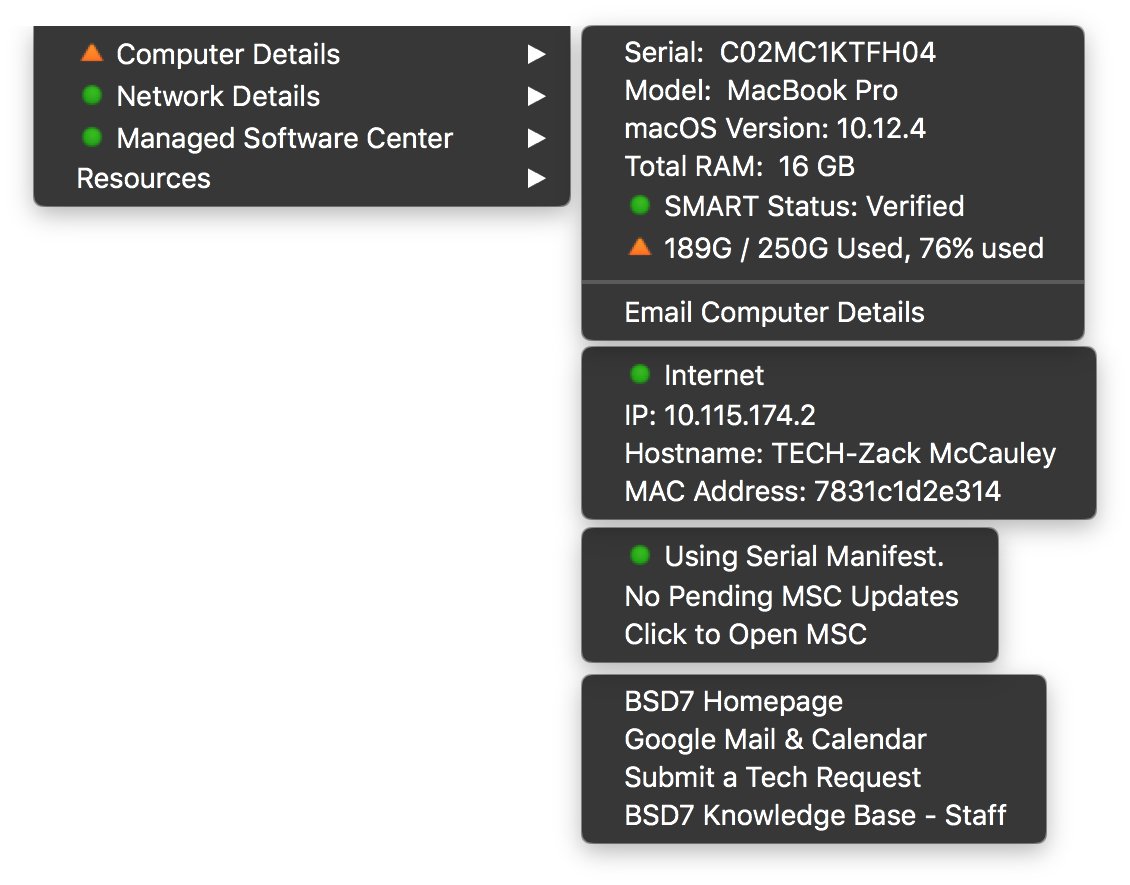 Computer Details
Network Details
Managed Software Center
Resources
Serial: C02MC1KTFH04
Model: MacBook Pro
macOS Version: 10.12.4
Total RAM: 16 GB
SMART Status: Verified
189G / 250G Used, 76% used
Email Computer Details
Internet
IP: 10.115.174.2
Hostname: TECH-Zack McCauley
MAC Address: 7831c1d2e314
Using Serial Manifest.
No Pending MSC Updates
Click to Open MSC
BSD7 Homepage
Google Mail & Calendar
Submit a Tech Request
BSD7 Knowledge Base - Staff